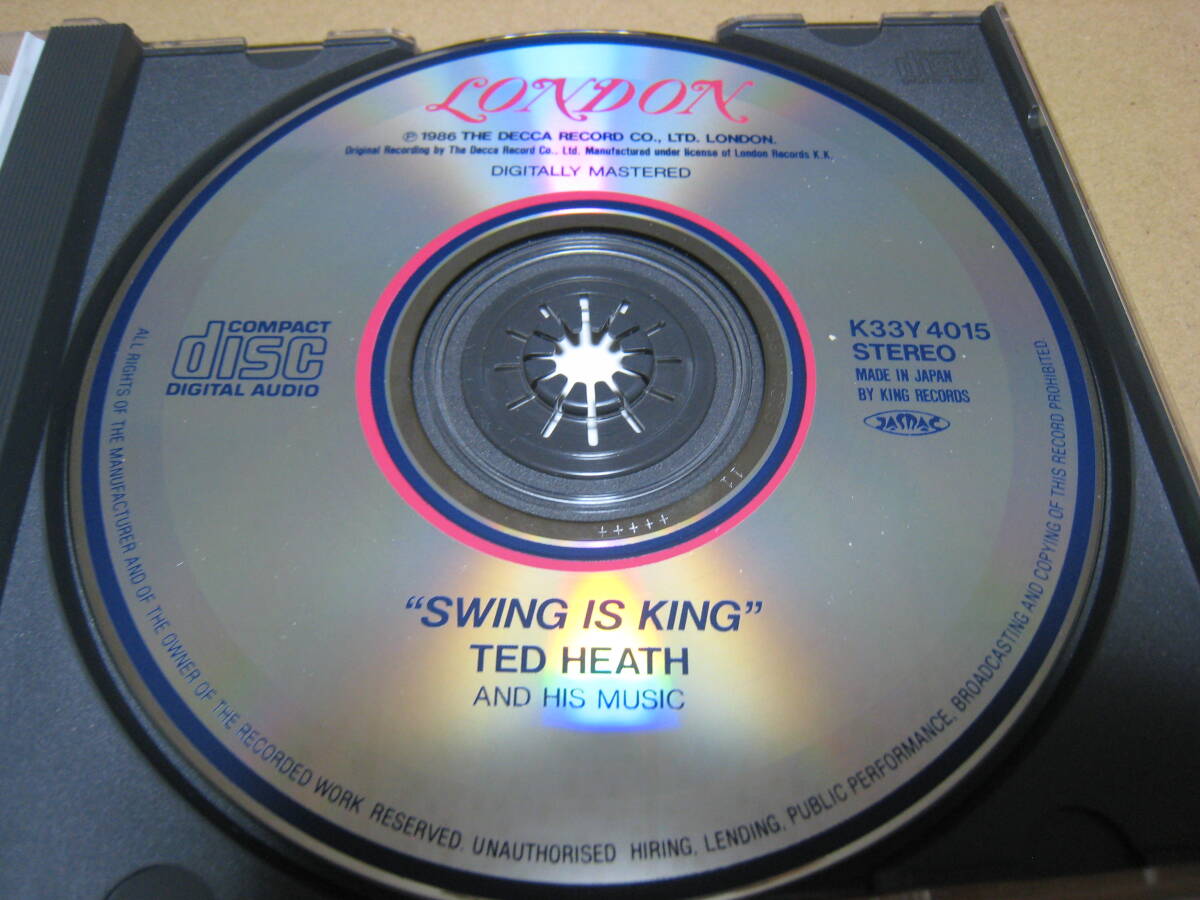 LONDON
℗ 1986 THE DECCA RECORD CO., LTD. LONDON.
Original Recording by The Decca Record Co., Ltd. Manufactured under license of London Records K.K.
DIGITALLY MASTERED
COMPACT
disc
DIGITAL AUDIO
K33Y 4015
STEREO
MADE IN JAPAN
BY KING RECORDS
JASRAC
11
+++++
“SWING IS KING”
TED HEATH
AND HIS MUSIC
ALL RIGHTS OF THE MANUFACTURER AND OF THE OWNER OF THE RECORDED WORK RESERVED. UNAUTHORISED HIRING, LENDING, PUBLIC PERFORMANCE, BROADCASTING AND COPYING OF THIS RECORD PROHIBITED